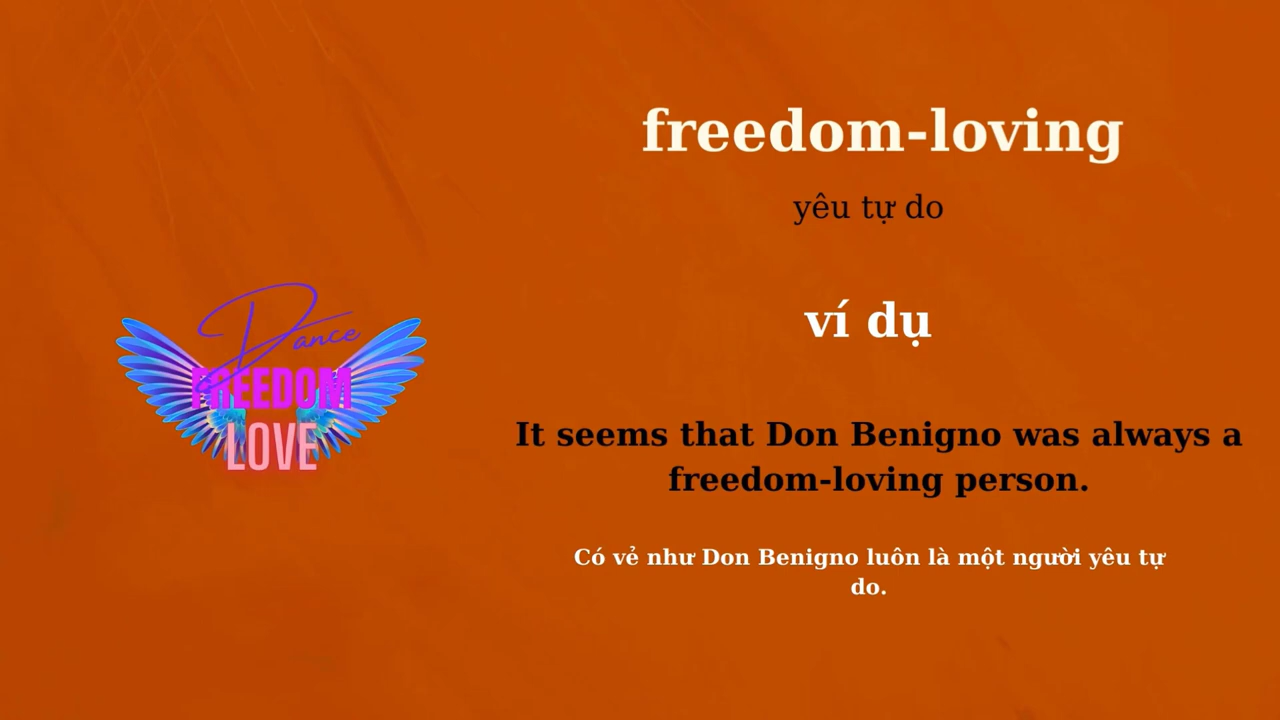 freedom-loving
yêu tự do
ví dụ
Dance
FREEDOM
LOVE
It seems that Don Benigno was always a
freedom-loving person.
Có vẻ như Don Benigno luôn là một người yêu tự
do.